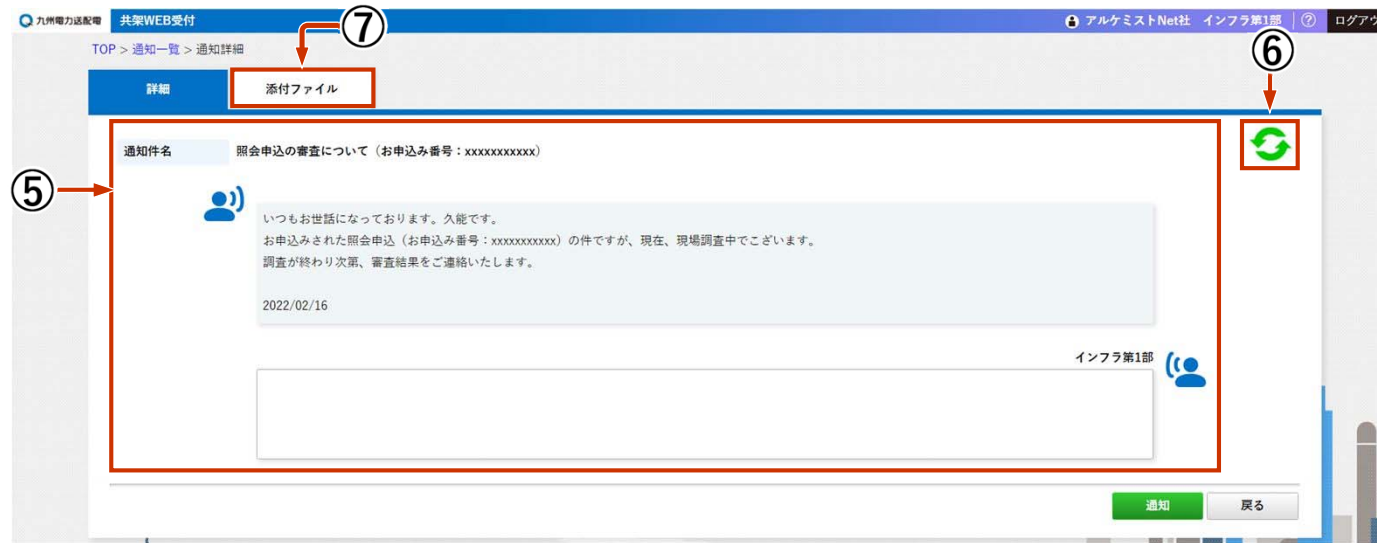 九州電力送配電 共架WEB受付 アルケミストNet社 インフラ第1部 ? ログアウ
⑦
TOP > 通知一覧 > 通知詳細
⑥
詳細 添付ファイル
通知件名 照会申込の審査について（お申込み番号：xxxxxxxxxxx）
⑤
いつもお世話になっております。久能です。
お申込みされた照会申込（お申込み番号：xxxxxxxxxxx）の件ですが、現在、現場調査中でこざいます。
調査が終わり次第、審査結果をご連絡いたします。
2022/02/16
インフラ第1部
通知 戻る